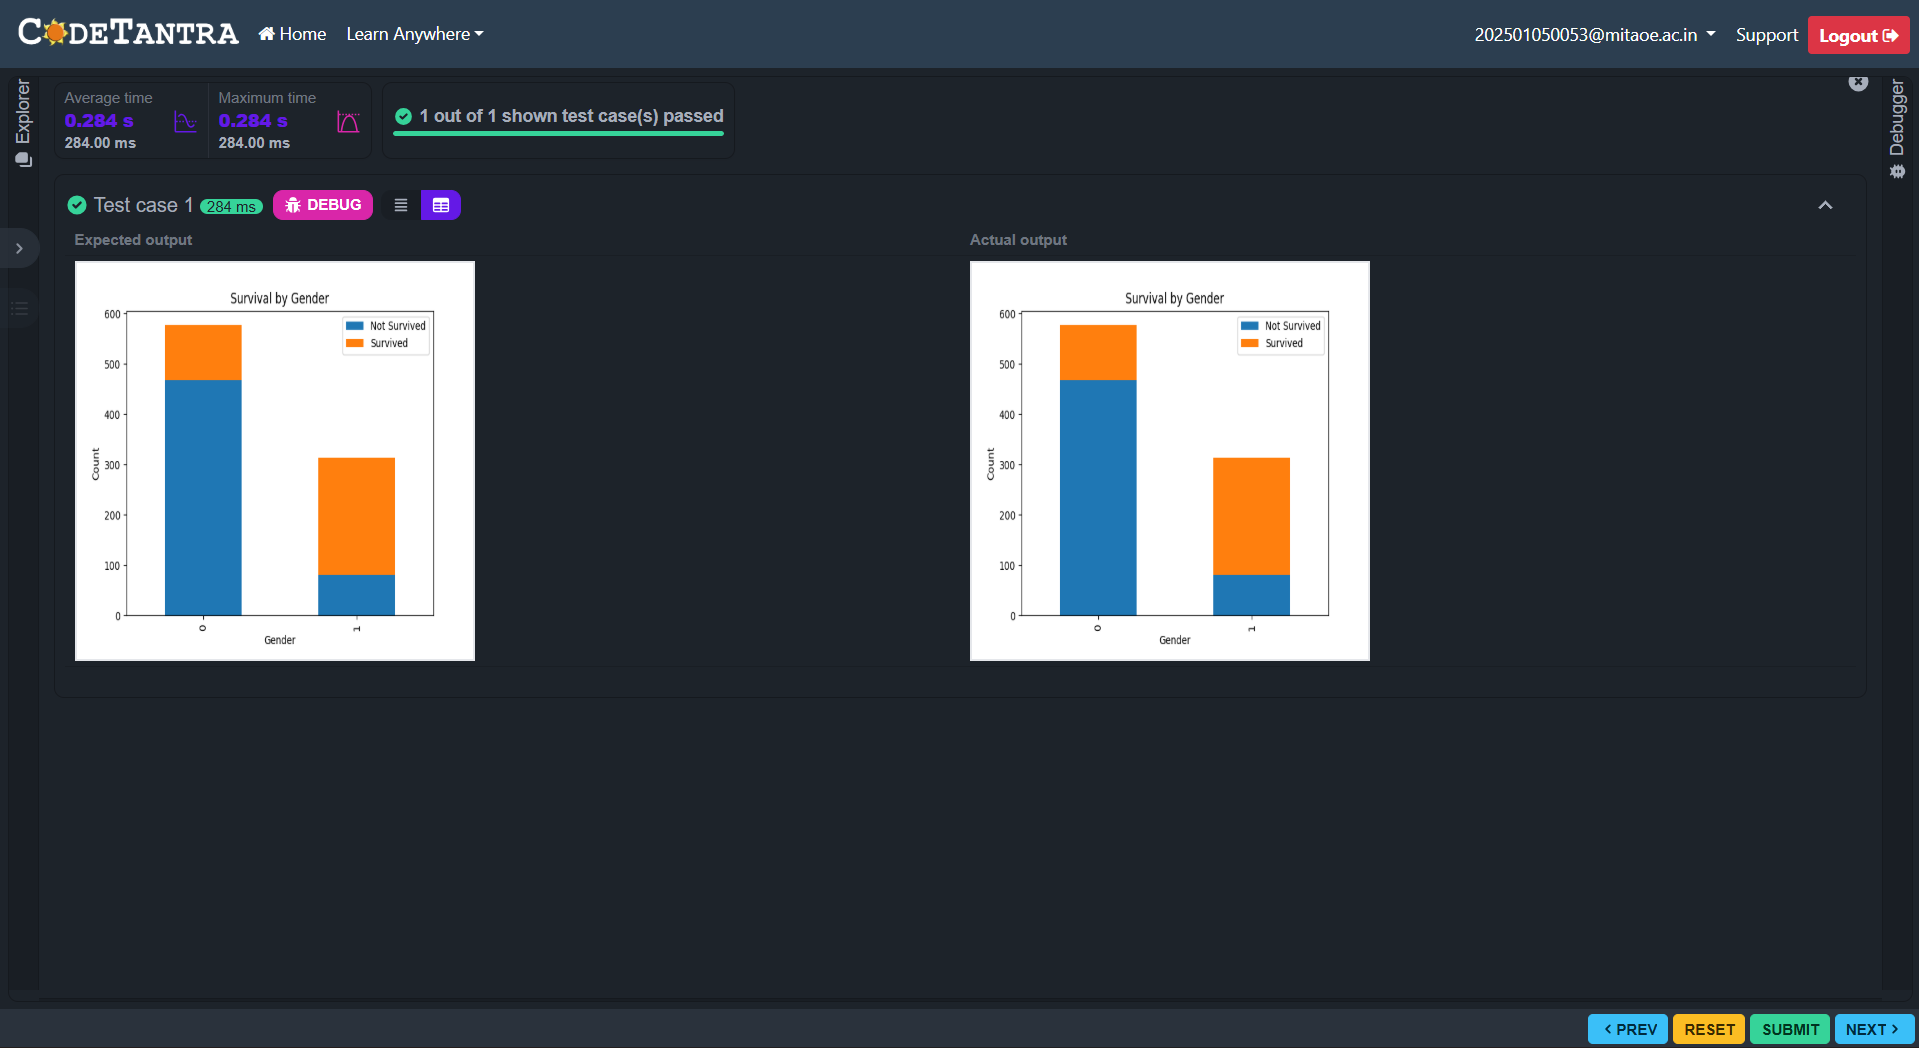 CODETANTRA Home Learn Anywhere 202501050053@mitaoe.ac.in Support Logout
Explorer
Average time
0.284 s
284.00 ms
Maximum time
0.284 s
284.00 ms
1 out of 1 shown test case(s) passed
Debugger
Test case 1 284 ms DEBUG
Expected output
Actual output
Survival by Gender
Not Survived
Survived
600
500
400
300
200
100
0
Count
0
1
Gender
Survival by Gender
Not Survived
Survived
600
500
400
300
200
100
0
Count
0
1
Gender
PREV RESET SUBMIT NEXT